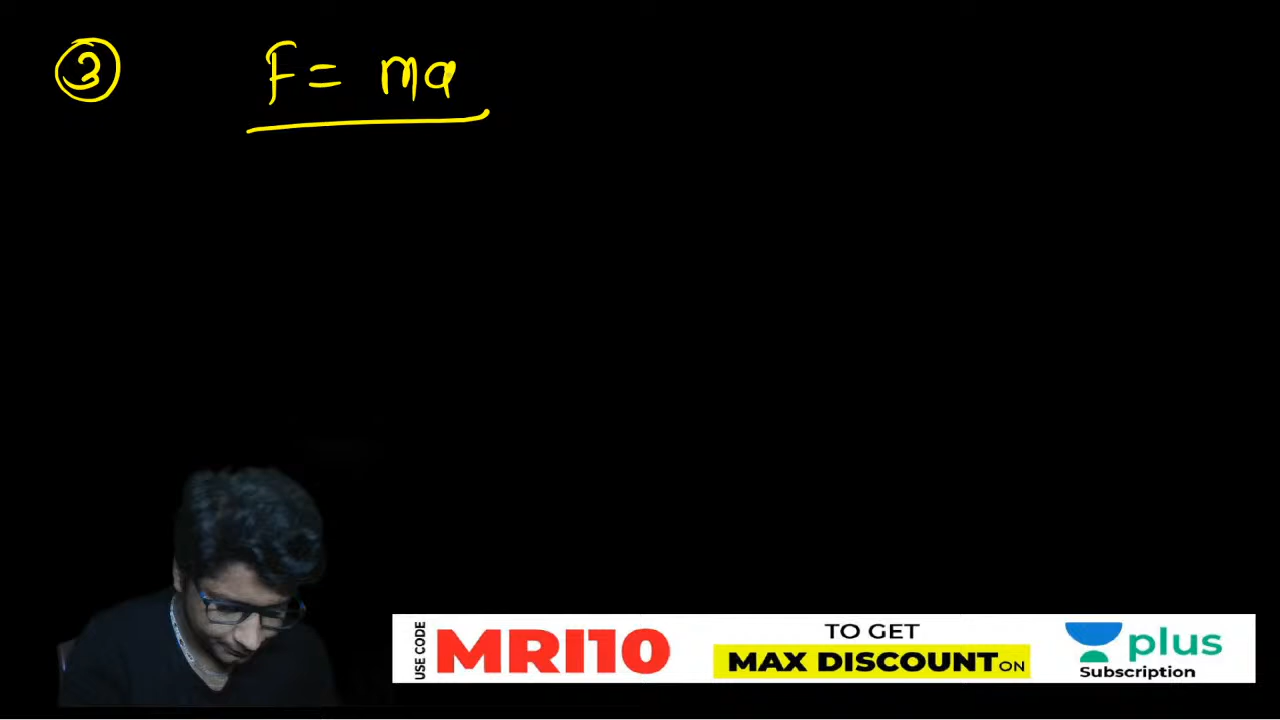 ③ F = ma
USE CODE MRI10 TO GET MAX DISCOUNT ON plus Subscription